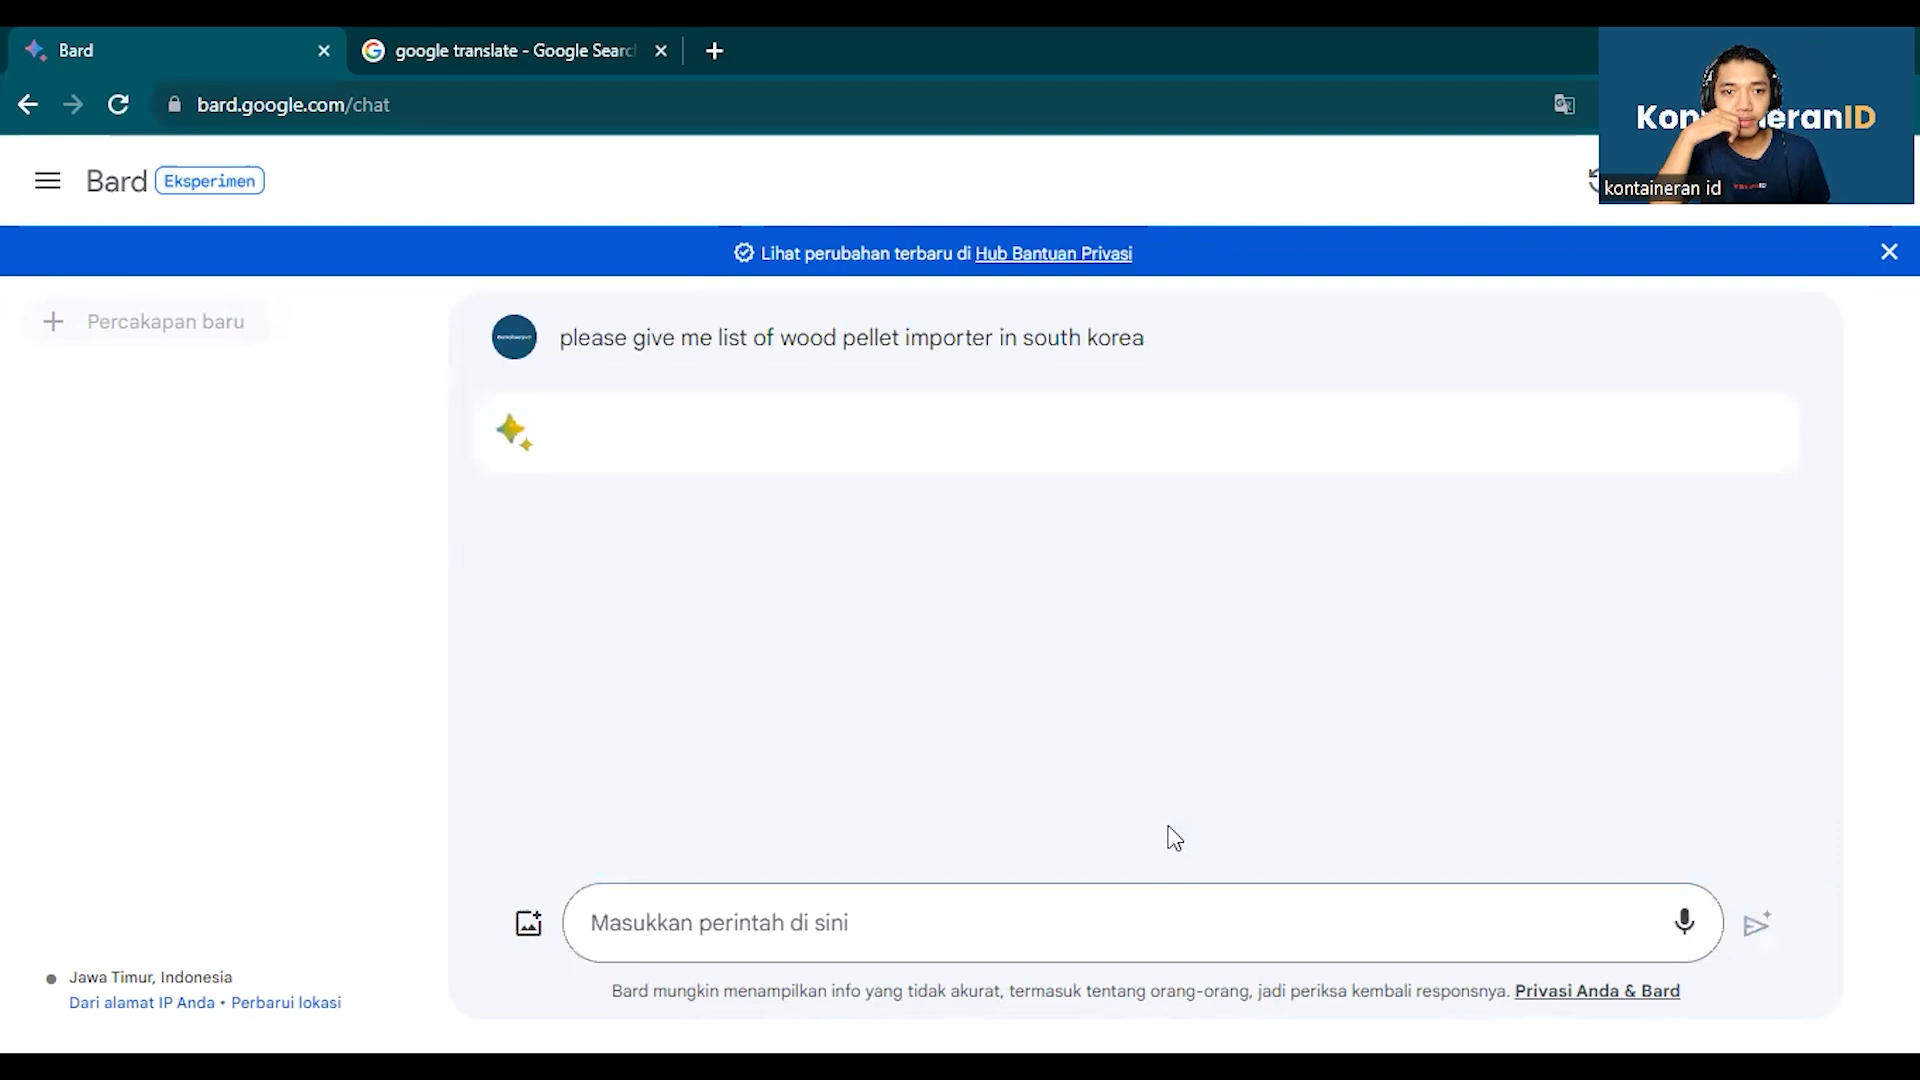 Bard
google translate - Google Searc
bard.google.com/chat
Kon eranID
kontaineran id
Bard Eksperimen
Lihat perubahan terbaru di Hub Bantuan Privasi
Percakapan baru
please give me list of wood pellet importer in south korea
Masukkan perintah di sini
Jawa Timur, Indonesia
Dari alamat IP Anda • Perbarui lokasi
Bard mungkin menampilkan info yang tidak akurat, termasuk tentang orang-orang, jadi periksa kembali responsnya. Privasi Anda & Bard